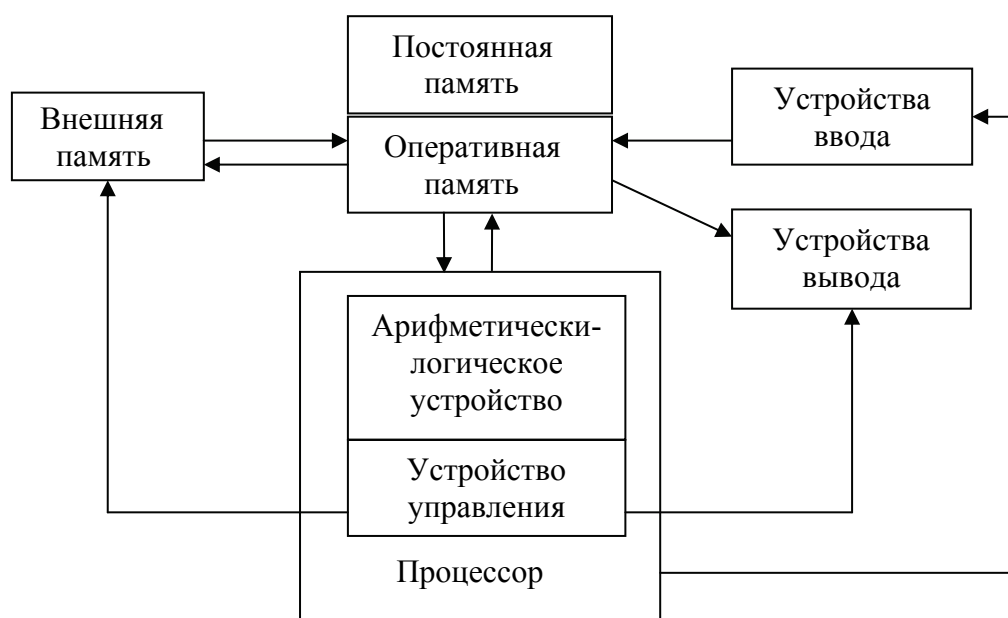 Постоянная
память
Внешняя
память
Оперативная
память
Устройства
ввода
Устройства
вывода
Арифметически-
логическое
устройство
Устройство
управления
Процессор